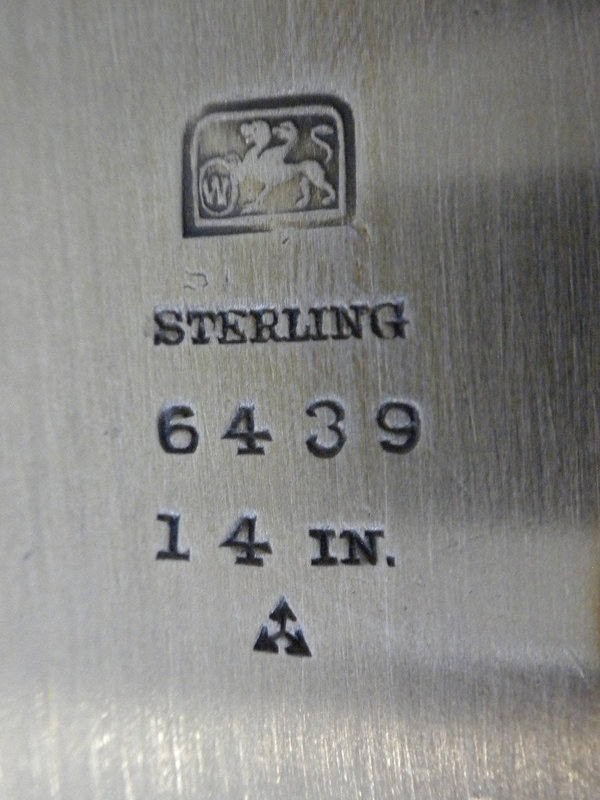 W
STERLING
6439
14 IN.